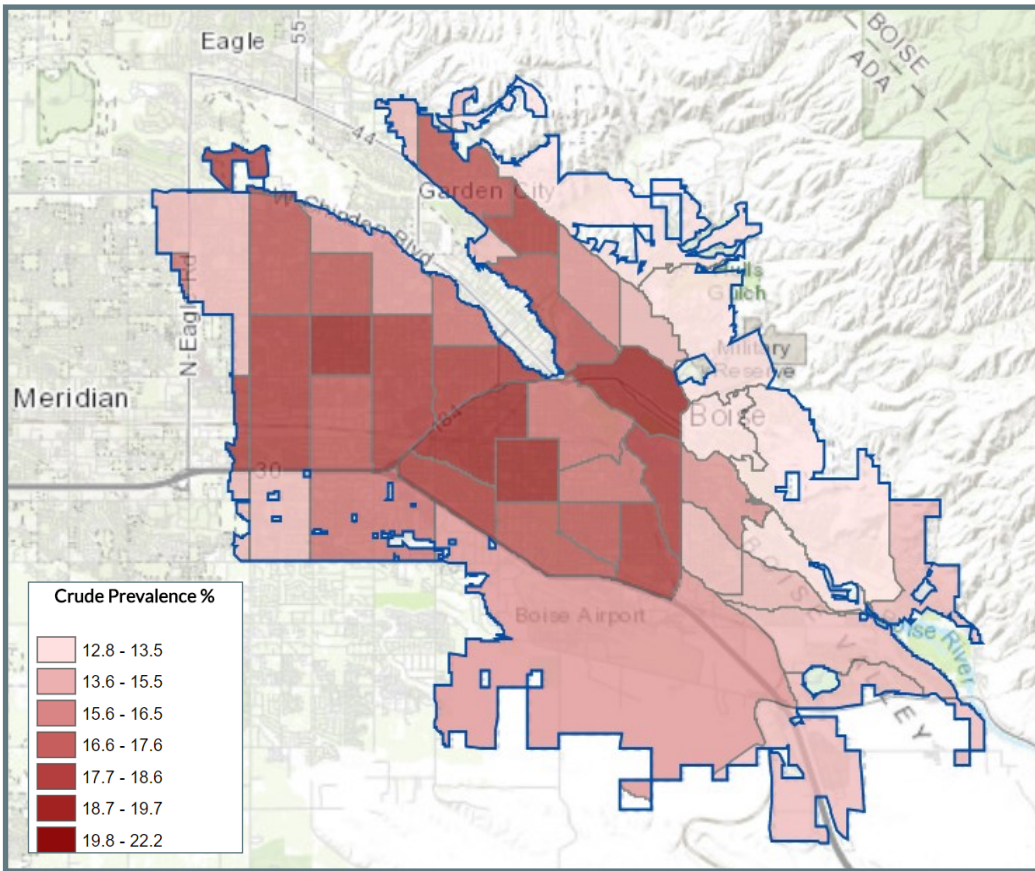 Eagle
55
BOISE
ADA
44
Garden City
W Chinden Blvd
Hulls
Gulch
N Eagle Rd
Military
Reserve
Meridian
Boise
184
30
BOISE VALLEY
Boise Airport
Boise River
Crude Prevalence %
12.8 - 13.5
13.6 - 15.5
15.6 - 16.5
16.6 - 17.6
17.7 - 18.6
18.7 - 19.7
19.8 - 22.2